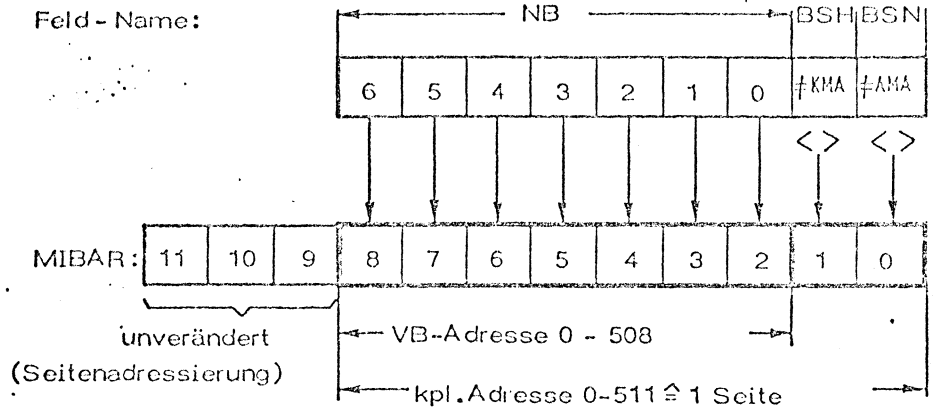 Feld-Name: NB BSH BSN
6 5 4 3 2 1 0 ‡KMA ‡AMA
<> <>
MIBAR: 11 10 9 8 7 6 5 4 3 2 1 0
unverändert
(Seitenadressierung)
VB-Adresse 0 - 508
kpl. Adresse 0-511 ≙ 1 Seite